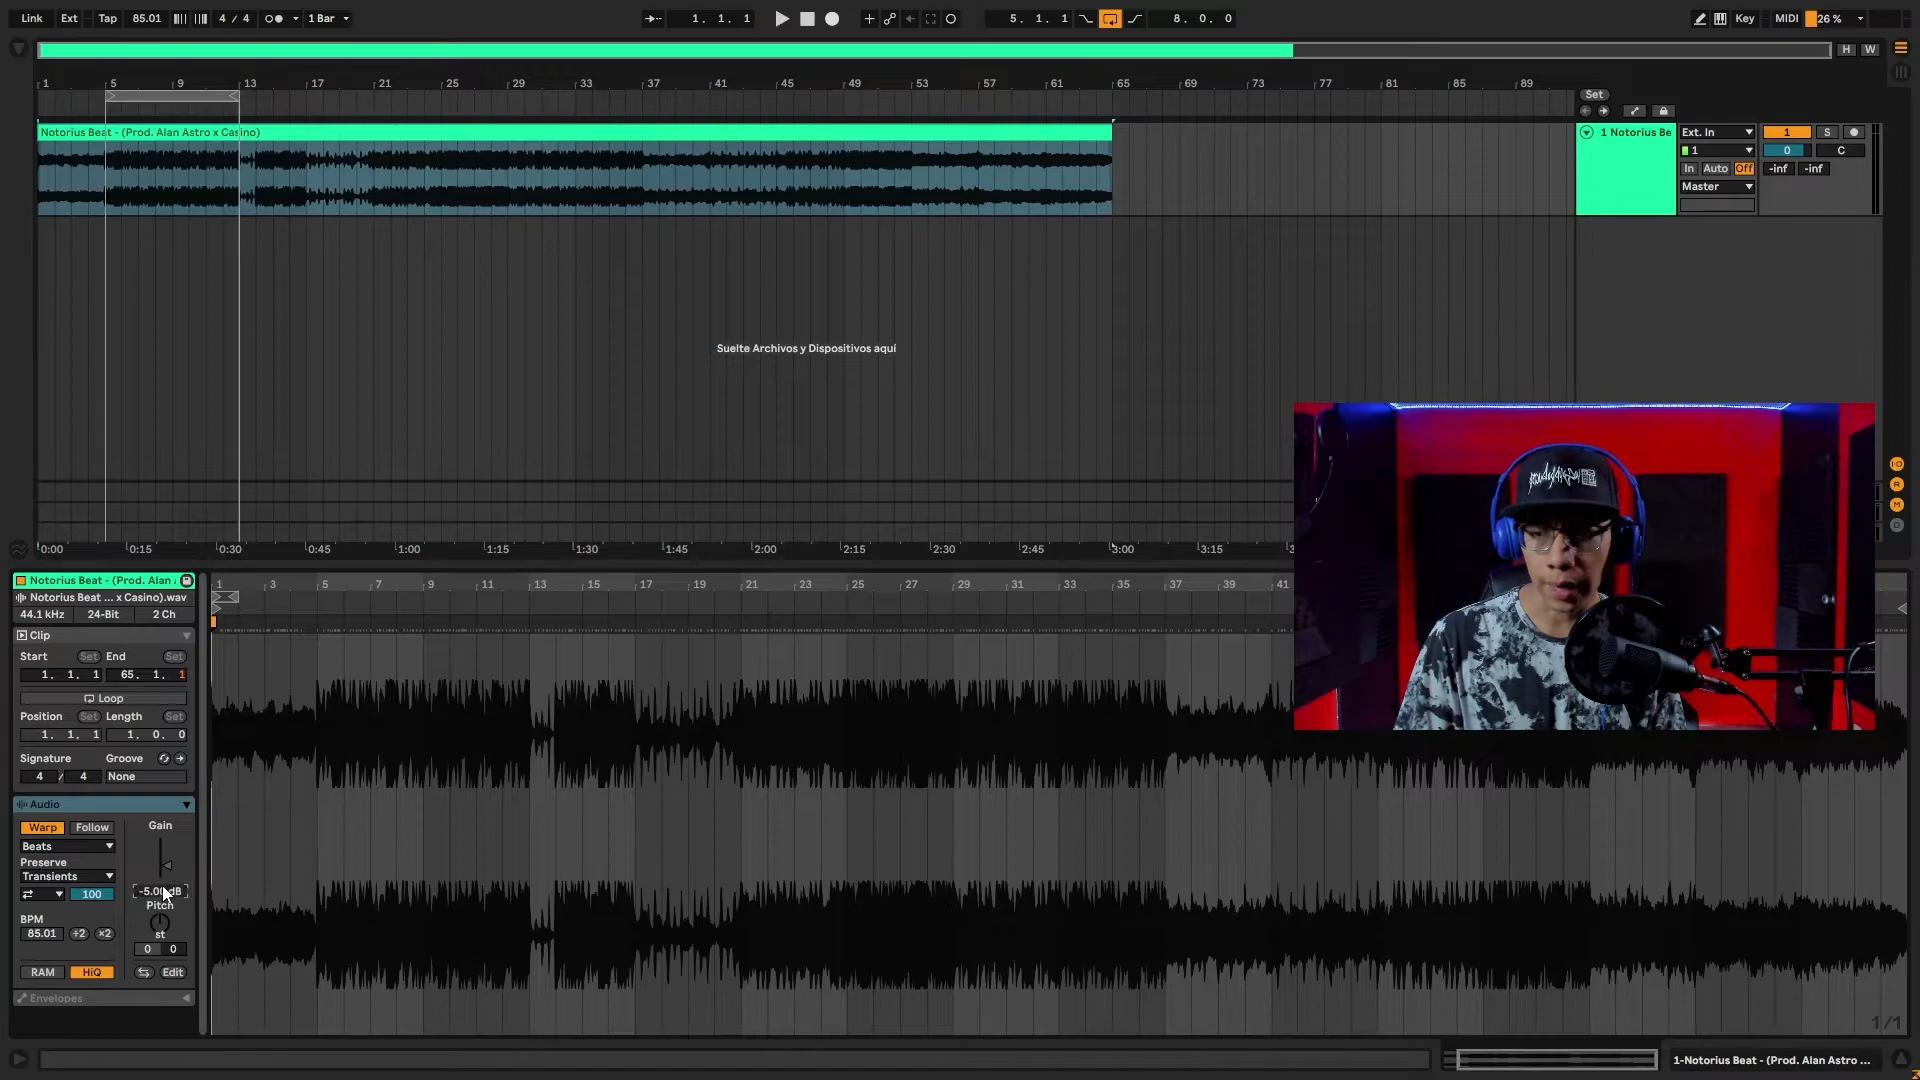 Link Ext Tap 85.01 4 / 4 1 Bar 1. 1. 1 5. 1. 1 8. 0. 0 Key MIDI 26 %
H W
1 5 9 13 17 21 25 29 33 37 41 45 49 53 57 61 65 69 73 77 81 85 89
Set
Notorius Beat - (Prod. Alan Astro x Casino)
1 Notorius Be Ext. In 1 S
1 0 C
In Auto Off -inf -inf
Master
Suelte Archivos y Dispositivos aquí
0:00 0:15 0:30 0:45 1:00 1:15 1:30 1:45 2:00 2:15 2:30 2:45 3:00 3:15
Notorius Beat - (Prod. Alan
1 3 5 7 9 11 13 15 17 19 21 23 25 27 29 31 33 35 37 39 41
Notorius Beat ... x Casino).wav
44.1 kHz 24-Bit 2 Ch
Clip
Start Set End Set
1. 1. 1 65. 1. 1
Loop
Position Set Length Set
1. 1. 1 1. 0. 0
Signature Groove
4 / 4 None
Audio
Warp Follow Gain
Beats
Preserve
Transients
100 -5.00 dB
Pitch
BPM
85.01 ÷2 ×2 st
0 0
RAM HiQ Edit
Envelopes
1/1
1-Notorius Beat - (Prod. Alan Astro ...